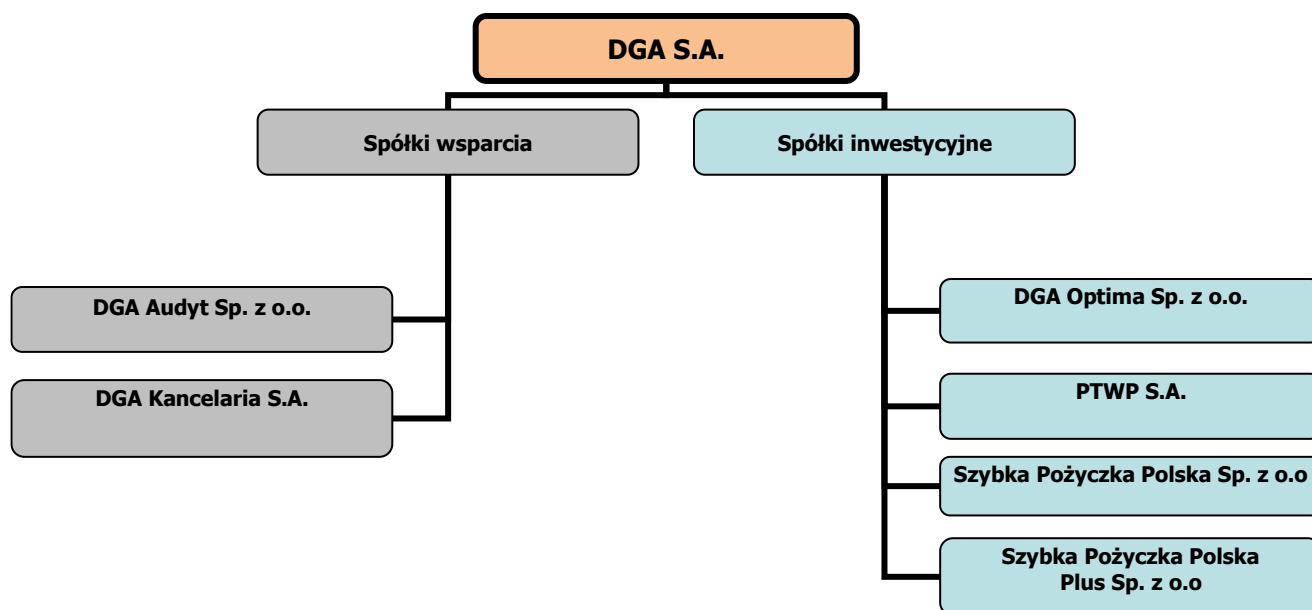 DGA S.A.
Spółki wsparcia
Spółki inwestycyjne
DGA Audyt Sp. z o.o.
DGA Kancelaria S.A.
DGA Optima Sp. z o.o.
PTWP S.A.
Szybka Pożyczka Polska Sp. z o.o
Szybka Pożyczka Polska
Plus Sp. z o.o